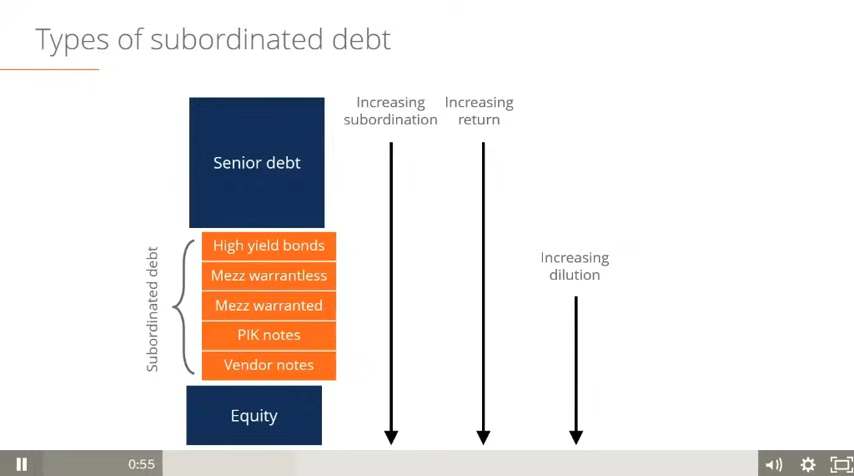 Types of subordinated debt
Increasing
subordination
Increasing
return
Senior debt
Subordinated debt
High yield bonds
Mezz warrantless
Mezz warranted
PIK notes
Vendor notes
Increasing
dilution
Equity
0:55